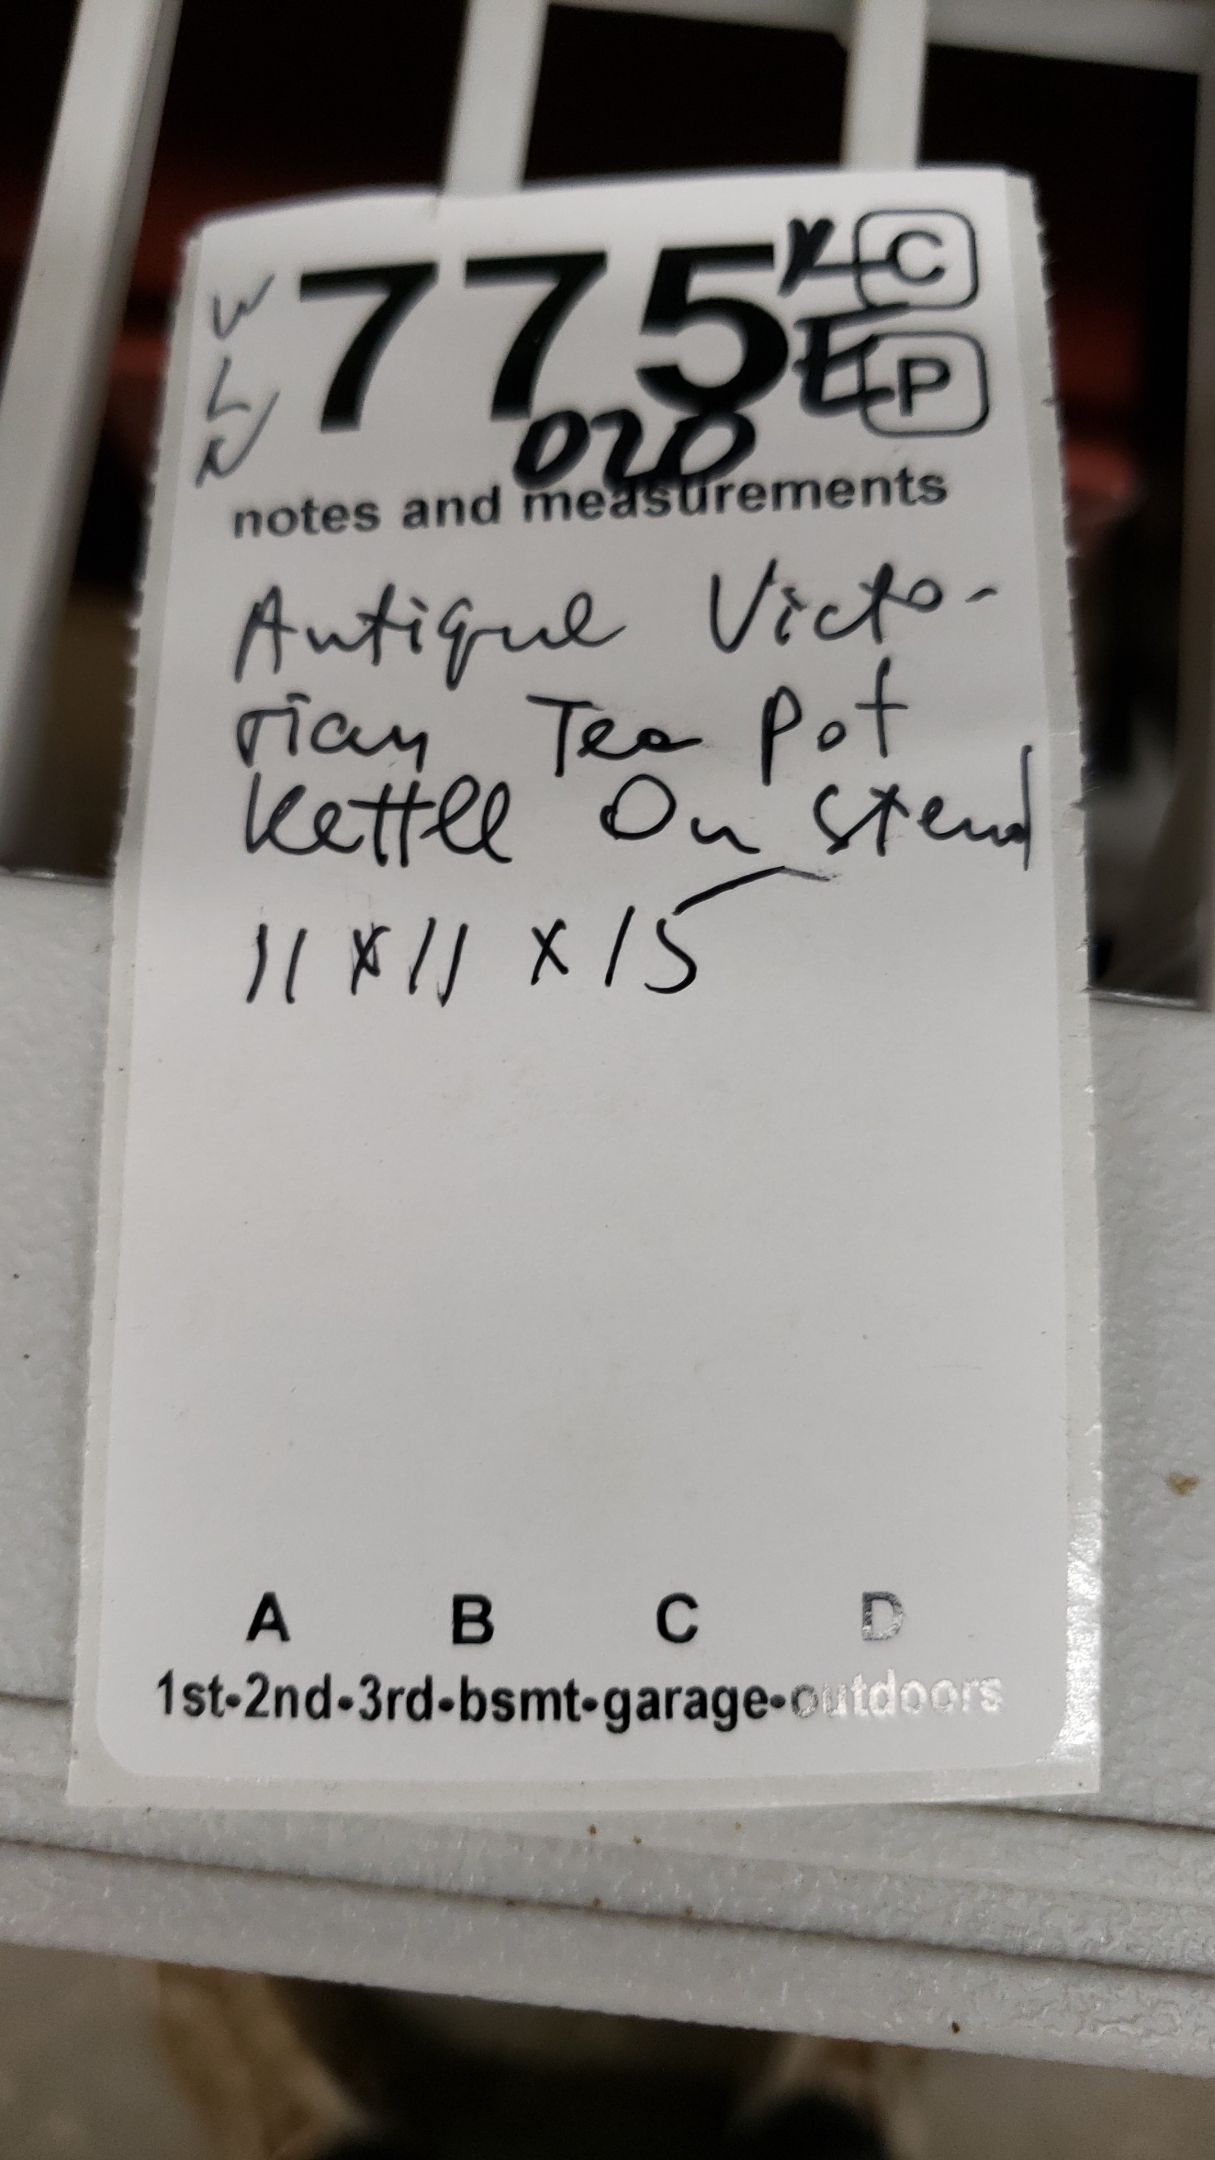 W 775 C
L E P
N 020
notes and measurements
Antique Victo-
rian Tea Pot
Kettle On Stend
11 x 11 x 15
A B C D
1st•2nd•3rd•bsmt•garage•outdoors